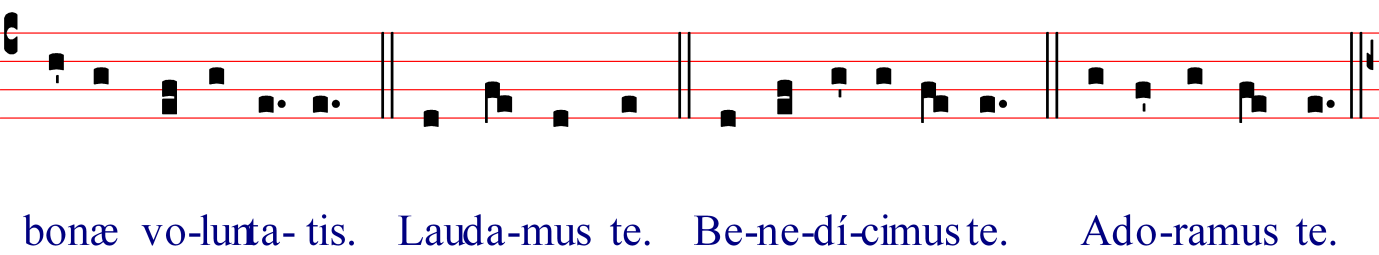 bonæ vo-lunta- tis. Lauda-mus te. Be-ne-dí-cimus te. Ado-ramus te.